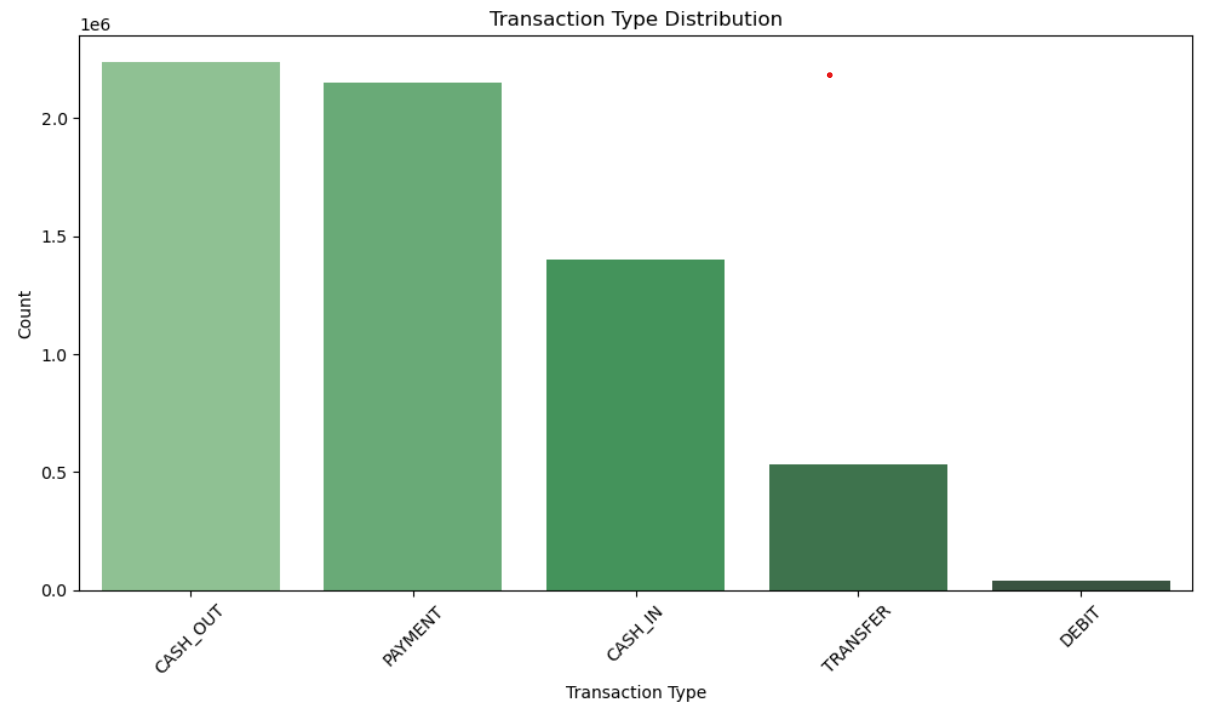 Transaction Type Distribution
1e6
2.0
1.5
1.0
0.5
0.0
Count
CASH_OUT
PAYMENT
CASH_IN
TRANSFER
DEBIT
Transaction Type